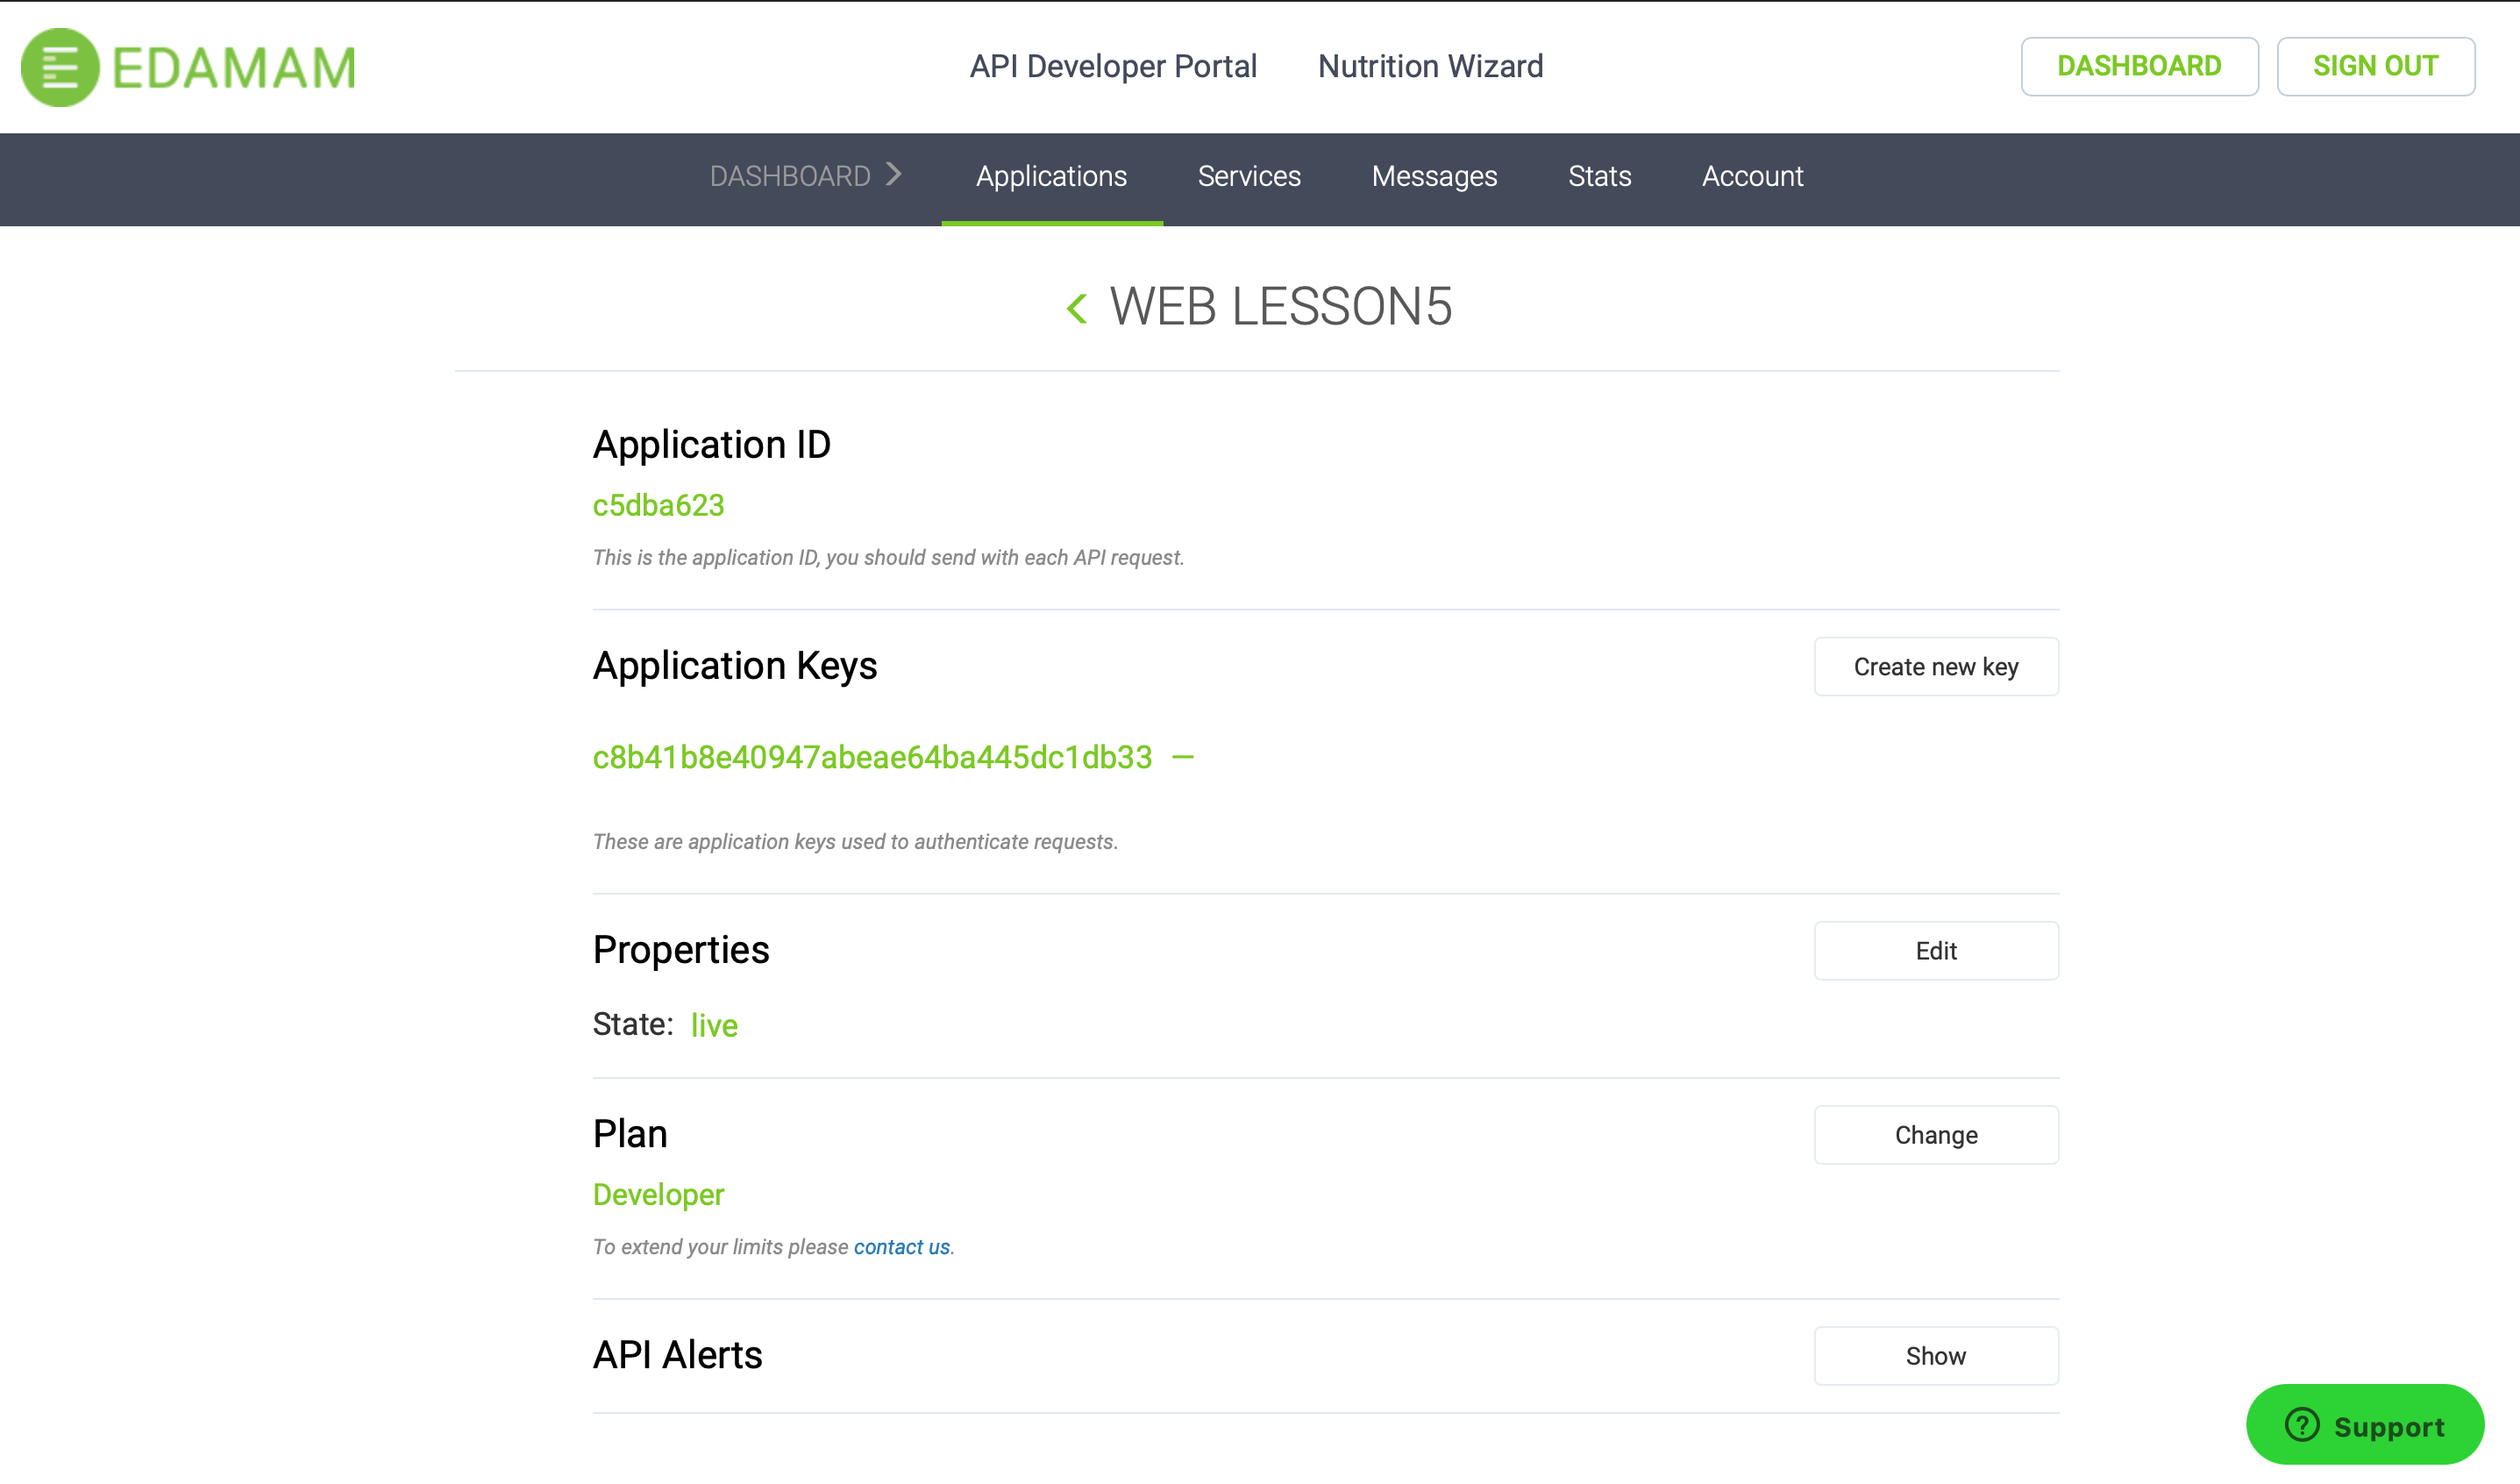 EDAMAM
API Developer Portal Nutrition Wizard DASHBOARD SIGN OUT
DASHBOARD Applications Services Messages Stats Account
WEB LESSON5
Application ID
c5dba623
This is the application ID, you should send with each API request.
Application Keys Create new key
c8b41b8e40947abeae64ba445dc1db33 —
These are application keys used to authenticate requests.
Properties Edit
State: live
Plan Change
Developer
To extend your limits please contact us.
API Alerts Show
? Support